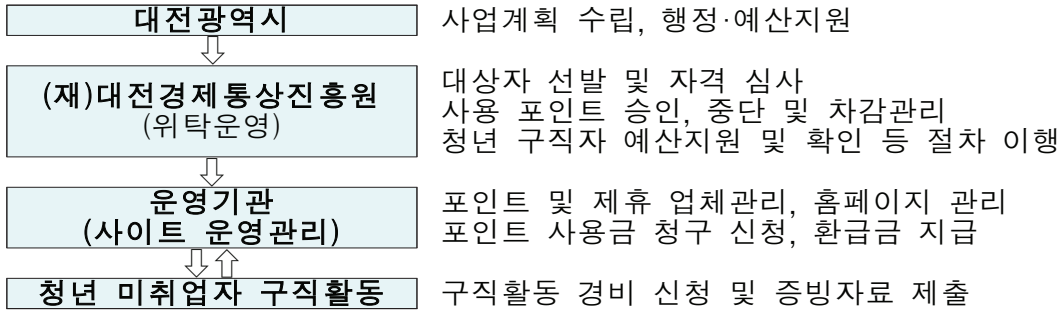 대전광역시
사업계획 수립, 행정·예산지원
(재)대전경제통상진흥원
(위탁운영)
대상자 선발 및 자격 심사
사용 포인트 승인, 중단 및 차감관리
청년 구직자 예산지원 및 확인 등 절차 이행
운영기관
(사이트 운영관리)
포인트 및 제휴 업체관리, 홈페이지 관리
포인트 사용금 청구 신청, 환급금 지급
청년 미취업자 구직활동
구직활동 경비 신청 및 증빙자료 제출